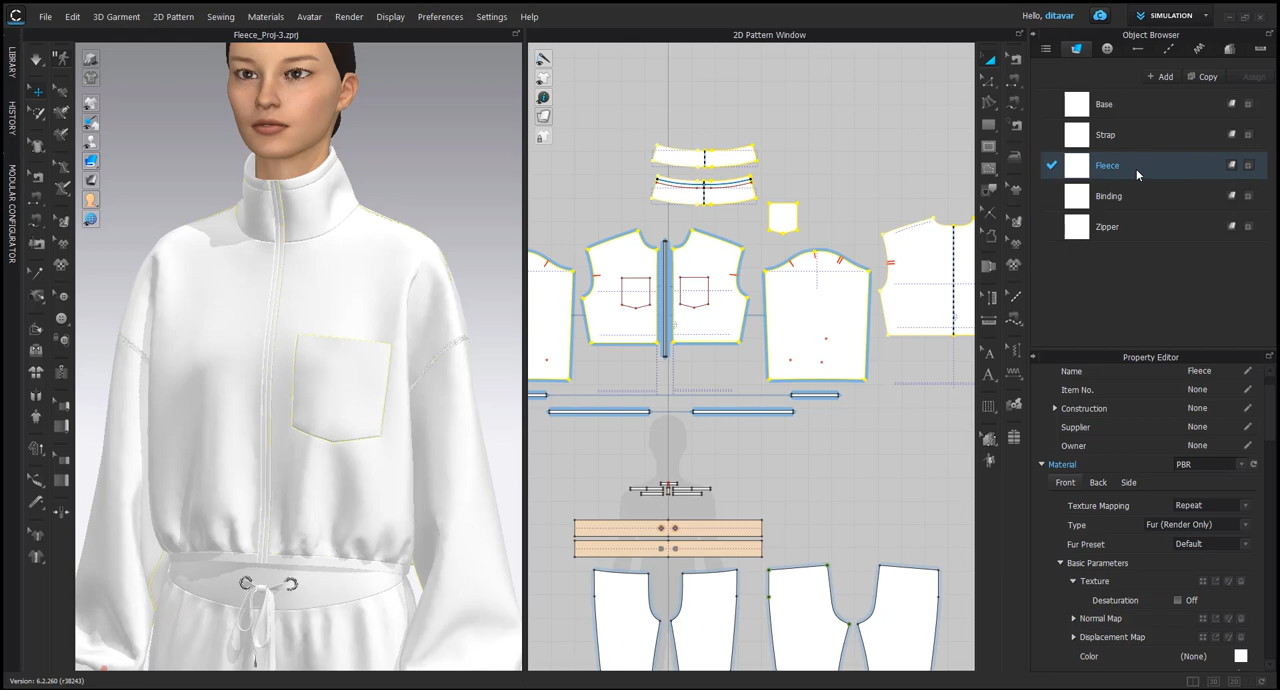 File Edit 3D Garment 2D Pattern Sewing Materials Avatar Render Display Preferences Settings Help
Hello, ditavar
SIMULATION
Fleece_Proj-3.zprj
2D Pattern Window
Object Browser
LIBRARY
HISTORY
MODULAR CONFIGURATOR
+ Add
Copy
Assign
Base
Strap
Fleece
Binding
Zipper
Property Editor
Name Fleece
Item No. None
Construction None
Supplier None
Owner None
Material PBR
Front Back Side
Texture Mapping Repeat
Type Fur (Render Only)
Fur Preset Default
Basic Parameters
Texture
Desaturation Off
Normal Map
Displacement Map
Color (None)
Version: 6.2.260 (r38243)
3D
2D